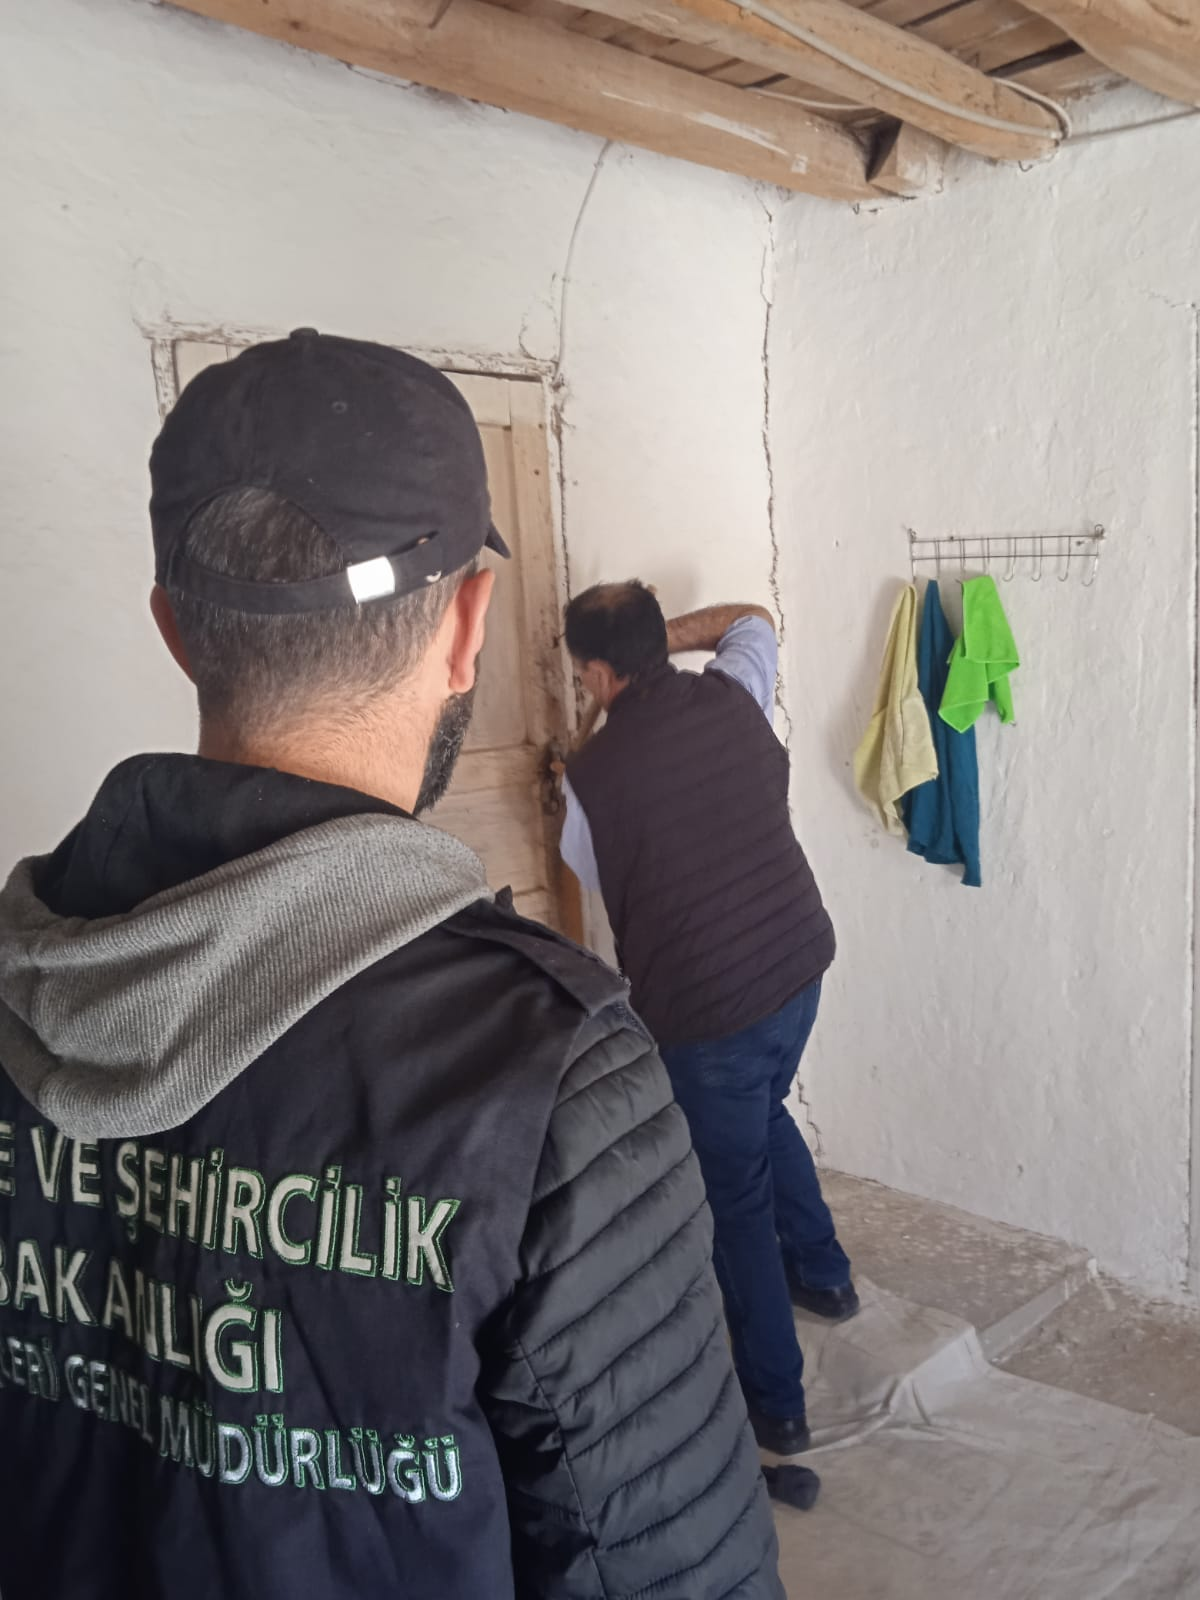 E VE ŞEHİRCİLİK
BAKANLIĞI
LERİ GENEL MÜDÜRLÜĞÜ